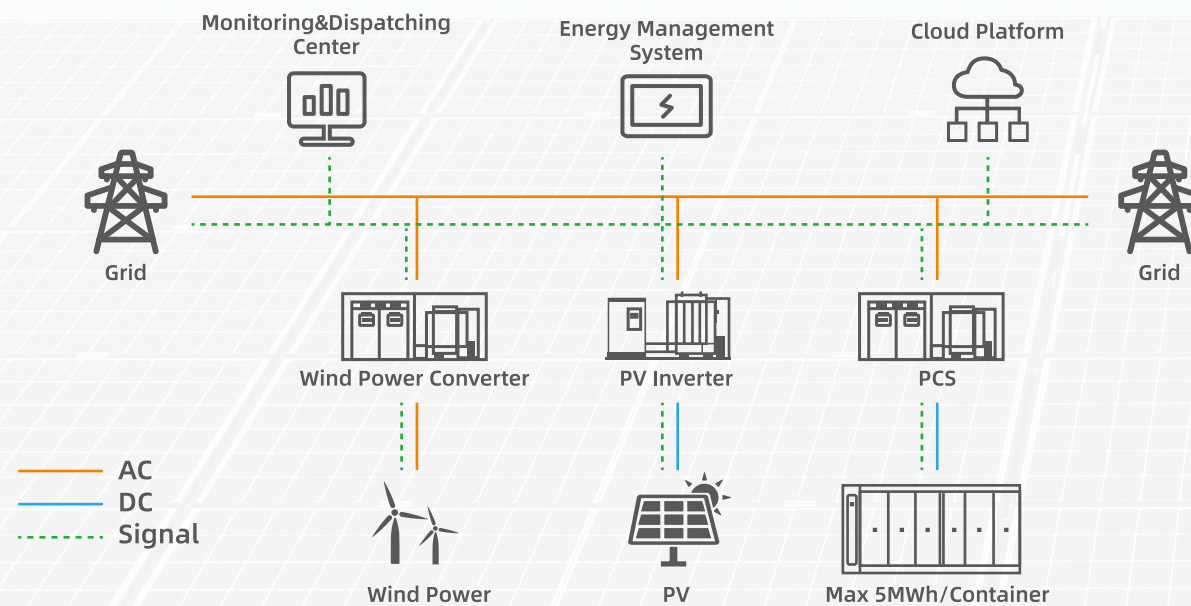 Monitoring&Dispatching
Center
Energy Management
System
Cloud Platform
Grid
Grid
Wind Power Converter
PV Inverter
PCS
AC
DC
Signal
Wind Power
PV
Max 5MWh/Container